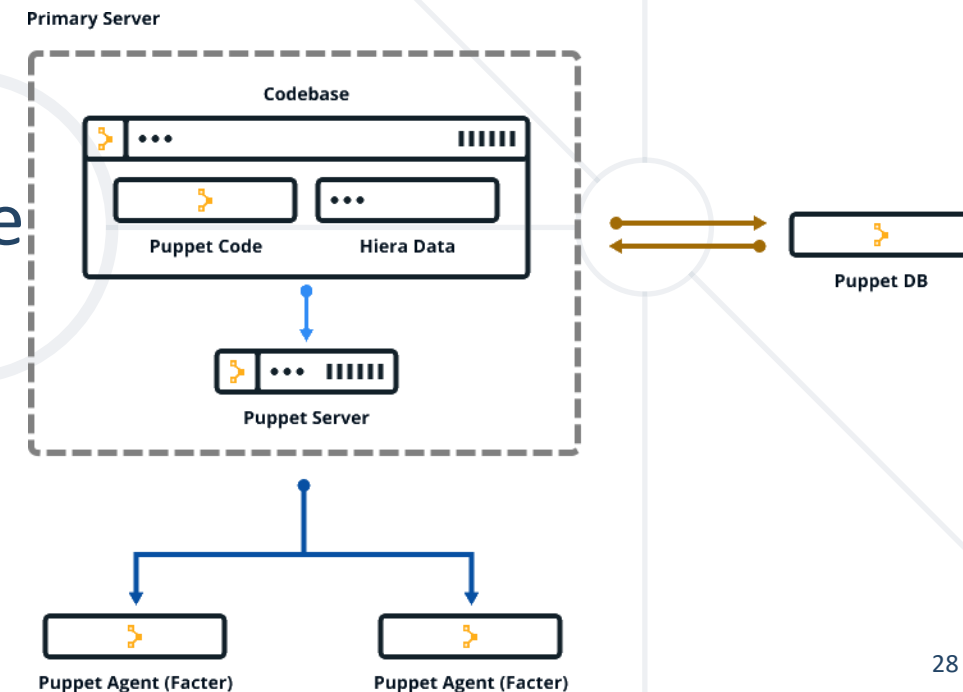 Primary Server
Codebase
e
Puppet Code
Hiera Data
Puppet DB
Puppet Server
Puppet Agent (Facter)
Puppet Agent (Facter)
28